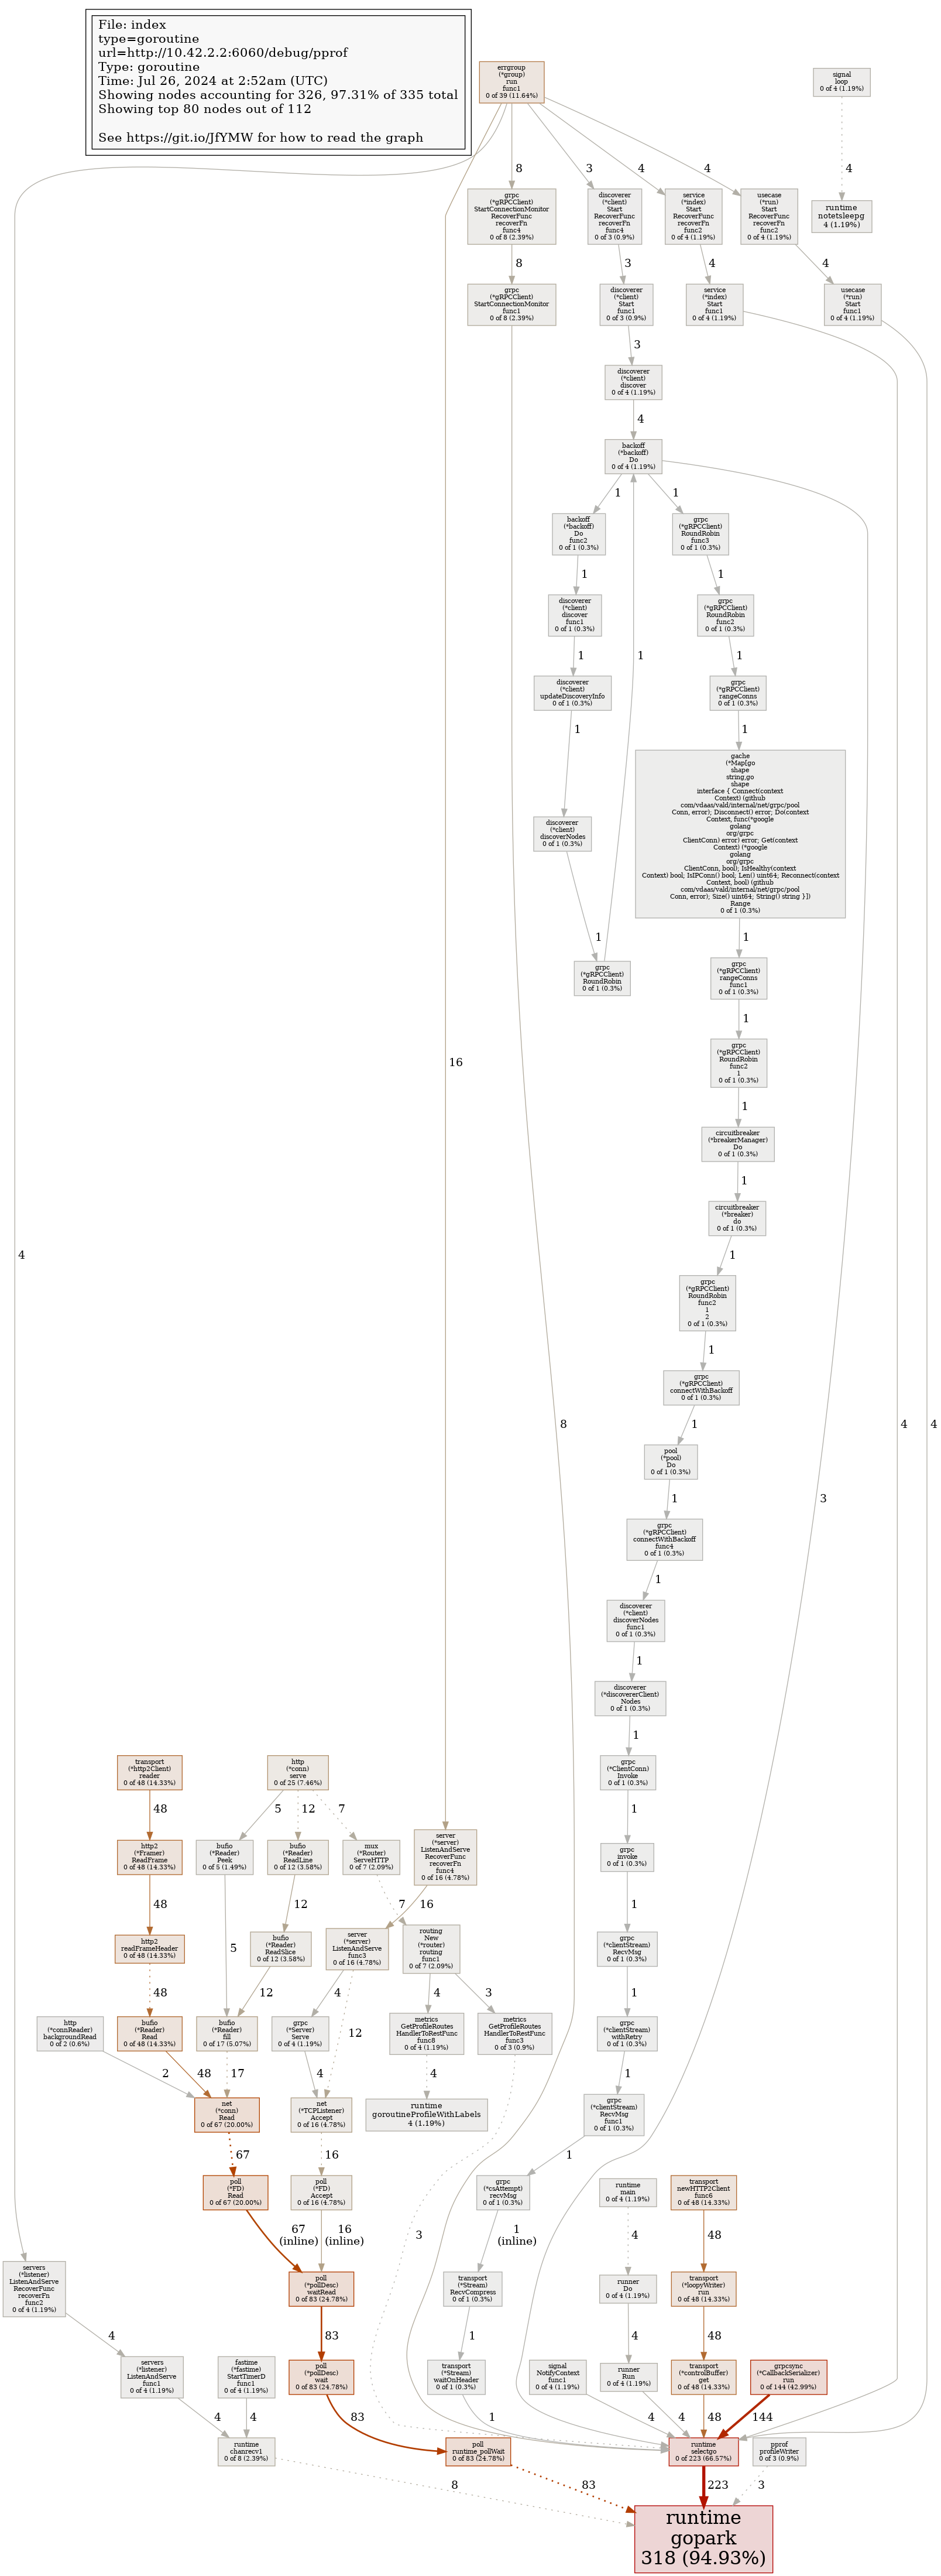 File: index
type=goroutine
url=http://10.42.2.2:6060/debug/pprof
Type: goroutine
Time: Jul 26, 2024 at 2:52am (UTC)
Showing nodes accounting for 326, 97.31% of 335 total
Showing top 80 nodes out of 112
See https://git.io/JfYMW for how to read the graph
errgroup
(*group)
run
func1
0 of 39 (11.64%)
signal
loop
0 of 4 (1.19%)
8
3
4
4
4
grpc
(*gRPCClient)
StartConnectionMonitor
RecoverFunc
recoverFn
func4
0 of 8 (2.39%)
discoverer
(*client)
Start
RecoverFunc
recoverFn
func4
0 of 3 (0.9%)
service
(*index)
Start
RecoverFunc
recoverFn
func2
0 of 4 (1.19%)
usecase
(*run)
Start
RecoverFunc
recoverFn
func2
0 of 4 (1.19%)
runtime
notetsleepg
4 (1.19%)
8
3
4
4
grpc
(*gRPCClient)
StartConnectionMonitor
func1
0 of 8 (2.39%)
discoverer
(*client)
Start
func1
0 of 3 (0.9%)
service
(*index)
Start
func1
0 of 4 (1.19%)
usecase
(*run)
Start
func1
0 of 4 (1.19%)
3
discoverer
(*client)
discover
0 of 4 (1.19%)
4
backoff
(*backoff)
Do
0 of 4 (1.19%)
1
1
backoff
(*backoff)
Do
func2
0 of 1 (0.3%)
grpc
(*gRPCClient)
RoundRobin
func3
0 of 1 (0.3%)
1
1
discoverer
(*client)
discover
func1
0 of 1 (0.3%)
grpc
(*gRPCClient)
RoundRobin
func2
0 of 1 (0.3%)
1
1
1
discoverer
(*client)
updateDiscoveryInfo
0 of 1 (0.3%)
grpc
(*gRPCClient)
rangeConns
0 of 1 (0.3%)
1
1
gache
(*Map[go
shape
string,go
shape
interface { Connect(context
Context) (github
com/vdaas/vald/internal/net/grpc/pool
Conn, error); Disconnect() error; Do(context
Context, func(*google
golang
org/grpc
ClientConn) error) error; Get(context
Context) (*google
golang
org/grpc
ClientConn, bool); IsHealthy(context
Context) bool; IsIPConn() bool; Len() uint64; Reconnect(context
Context, bool) (github
com/vdaas/vald/internal/net/grpc/pool
Conn, error); Size() uint64; String() string }])
Range
0 of 1 (0.3%)
discoverer
(*client)
discoverNodes
0 of 1 (0.3%)
1
1
grpc
(*gRPCClient)
RoundRobin
0 of 1 (0.3%)
grpc
(*gRPCClient)
rangeConns
func1
0 of 1 (0.3%)
1
grpc
(*gRPCClient)
RoundRobin
func2
1
0 of 1 (0.3%)
16
1
circuitbreaker
(*breakerManager)
Do
0 of 1 (0.3%)
1
circuitbreaker
(*breaker)
do
0 of 1 (0.3%)
4
1
grpc
(*gRPCClient)
RoundRobin
func2
1
2
0 of 1 (0.3%)
1
grpc
(*gRPCClient)
connectWithBackoff
0 of 1 (0.3%)
8
1
4
4
pool
(*pool)
Do
0 of 1 (0.3%)
1
3
grpc
(*gRPCClient)
connectWithBackoff
func4
0 of 1 (0.3%)
1
discoverer
(*client)
discoverNodes
func1
0 of 1 (0.3%)
1
discoverer
(*discovererClient)
Nodes
0 of 1 (0.3%)
1
transport
(*http2Client)
reader
0 of 48 (14.33%)
http
(*conn)
serve
0 of 25 (7.46%)
grpc
(*ClientConn)
Invoke
0 of 1 (0.3%)
48
5
12
7
1
http2
(*Framer)
ReadFrame
0 of 48 (14.33%)
bufio
(*Reader)
Peek
0 of 5 (1.49%)
bufio
(*Reader)
ReadLine
0 of 12 (3.58%)
mux
(*Router)
ServeHTTP
0 of 7 (2.09%)
server
(*server)
ListenAndServe
RecoverFunc
recoverFn
func4
0 of 16 (4.78%)
grpc
invoke
0 of 1 (0.3%)
48
12
7
16
1
http2
readFrameHeader
0 of 48 (14.33%)
5
bufio
(*Reader)
ReadSlice
0 of 12 (3.58%)
server
(*server)
ListenAndServe
func3
0 of 16 (4.78%)
routing
New
(*router)
routing
func1
0 of 7 (2.09%)
grpc
(*clientStream)
RecvMsg
0 of 1 (0.3%)
48
12
4
4
3
1
http
(*connReader)
backgroundRead
0 of 2 (0.6%)
bufio
(*Reader)
Read
0 of 48 (14.33%)
bufio
(*Reader)
fill
0 of 17 (5.07%)
grpc
(*Server)
Serve
0 of 4 (1.19%)
12
metrics
GetProfileRoutes
HandlerToRestFunc
func8
0 of 4 (1.19%)
metrics
GetProfileRoutes
HandlerToRestFunc
func3
0 of 3 (0.9%)
grpc
(*clientStream)
withRetry
0 of 1 (0.3%)
2
48
17
4
4
1
net
(*conn)
Read
0 of 67 (20.00%)
net
(*TCPListener)
Accept
0 of 16 (4.78%)
runtime
goroutineProfileWithLabels
4 (1.19%)
grpc
(*clientStream)
RecvMsg
func1
0 of 1 (0.3%)
67
16
1
poll
(*FD)
Read
0 of 67 (20.00%)
poll
(*FD)
Accept
0 of 16 (4.78%)
grpc
(*csAttempt)
recvMsg
0 of 1 (0.3%)
runtime
main
0 of 4 (1.19%)
transport
newHTTP2Client
func6
0 of 48 (14.33%)
67
(inline)
16
(inline)
3
1
(inline)
4
48
servers
(*listener)
ListenAndServe
RecoverFunc
recoverFn
func2
0 of 4 (1.19%)
poll
(*pollDesc)
waitRead
0 of 83 (24.78%)
transport
(*Stream)
RecvCompress
0 of 1 (0.3%)
runner
Do
0 of 4 (1.19%)
transport
(*loopyWriter)
run
0 of 48 (14.33%)
4
83
1
4
48
servers
(*listener)
ListenAndServe
func1
0 of 4 (1.19%)
fastime
(*fastime)
StartTimerD
func1
0 of 4 (1.19%)
poll
(*pollDesc)
wait
0 of 83 (24.78%)
transport
(*Stream)
waitOnHeader
0 of 1 (0.3%)
signal
NotifyContext
func1
0 of 4 (1.19%)
runner
Run
0 of 4 (1.19%)
transport
(*controlBuffer)
get
0 of 48 (14.33%)
grpcsync
(*CallbackSerializer)
run
0 of 144 (42.99%)
4
4
83
1
4
4
48
144
runtime
chanrecv1
0 of 8 (2.39%)
poll
runtime_pollWait
0 of 83 (24.78%)
runtime
selectgo
0 of 223 (66.57%)
pprof
profileWriter
0 of 3 (0.9%)
8
83
223
3
runtime
gopark
318 (94.93%)